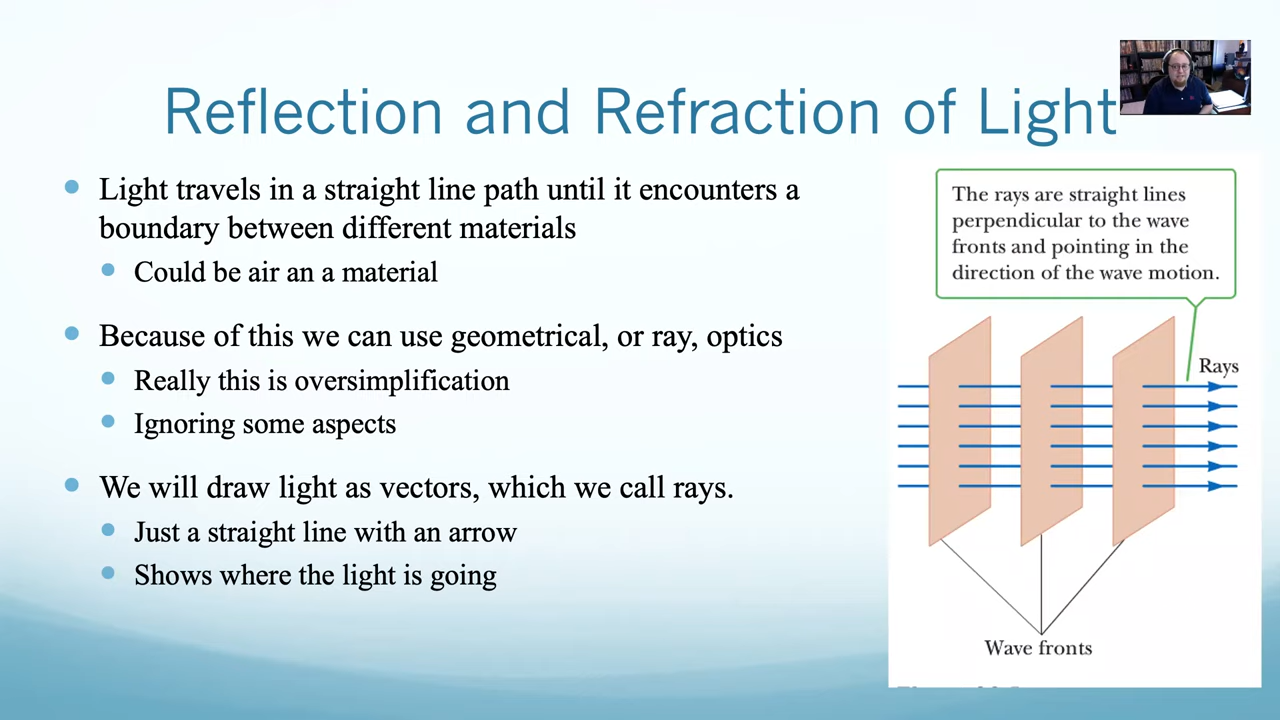 Reflection and Refraction of Light
Light travels in a straight line path until it encounters a
boundary between different materials
Could be air an a material
Because of this we can use geometrical, or ray, optics
Really this is oversimplification
Ignoring some aspects
We will draw light as vectors, which we call rays.
Just a straight line with an arrow
Shows where the light is going
The rays are straight lines
perpendicular to the wave
fronts and pointing in the
direction of the wave motion.
Rays
Wave fronts